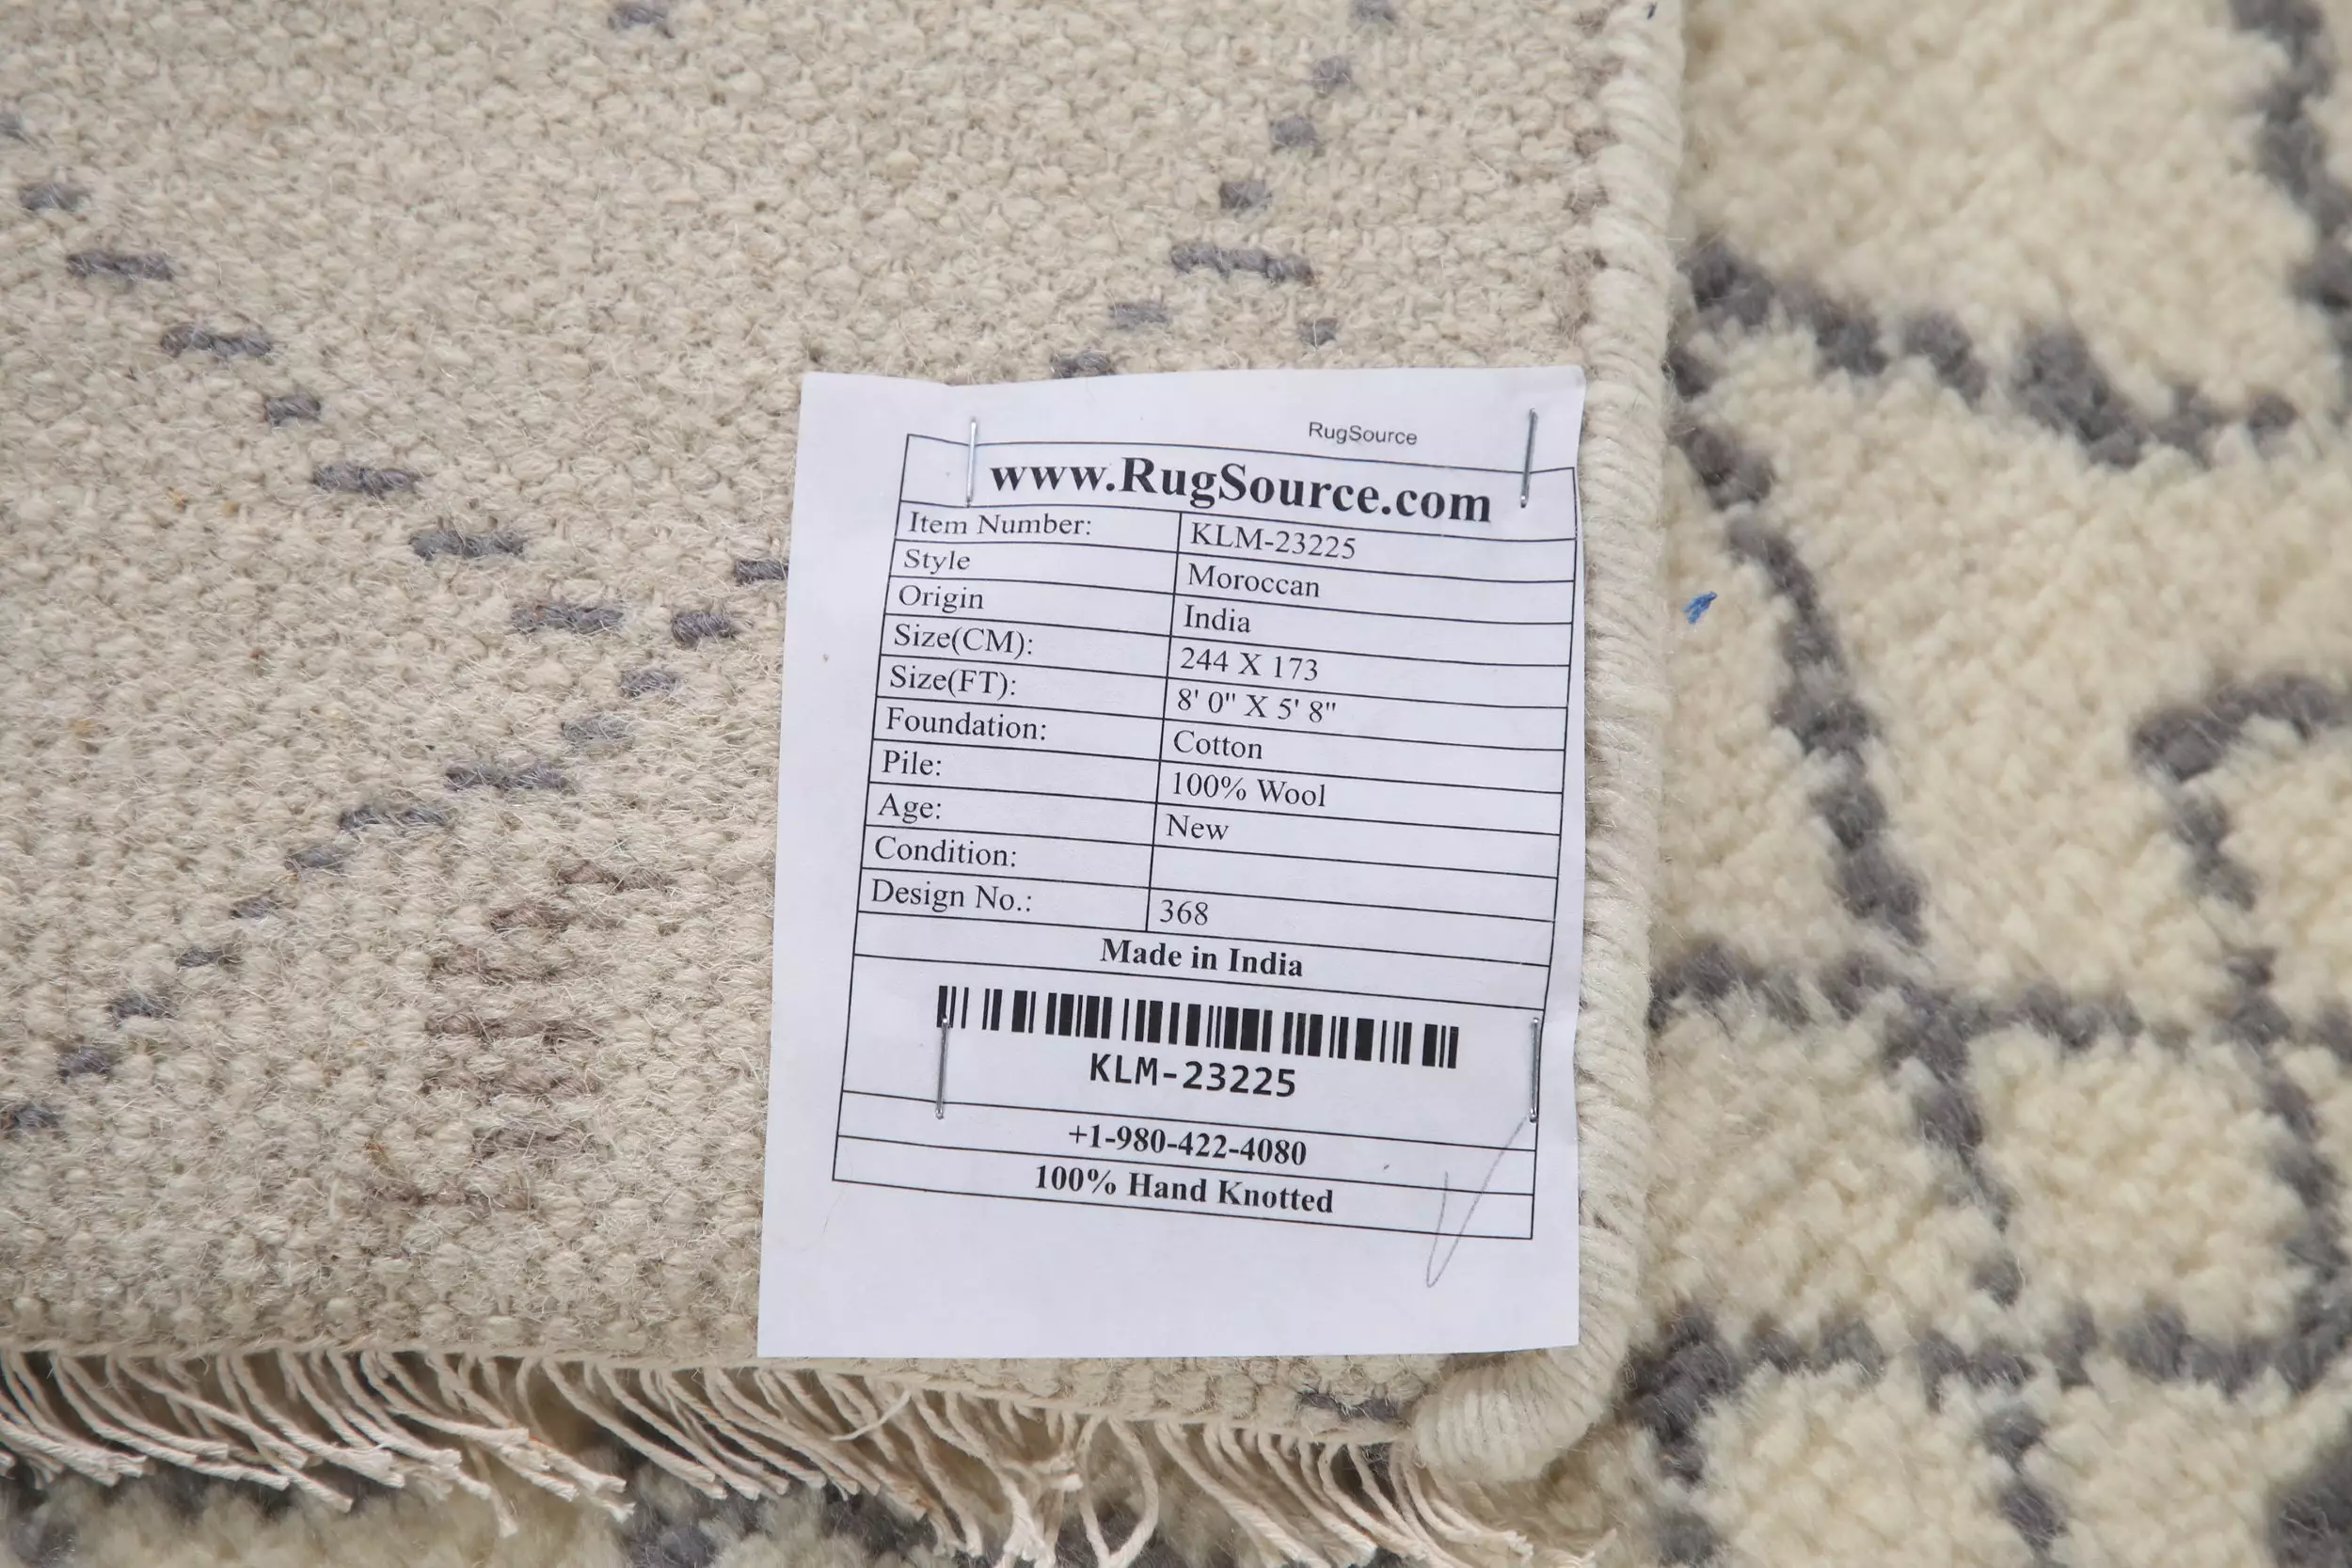 RugSource
www.RugSource.com
Item Number: KLM-23225
Style Moroccan
Origin India
Size(CM): 244 X 173
Size(FT): 8' 0" X 5' 8"
Foundation: Cotton
Pile: 100% Wool
Age: New
Condition:
Design No.: 368
Made in India
KLM-23225
+1-980-422-4080
100% Hand Knotted